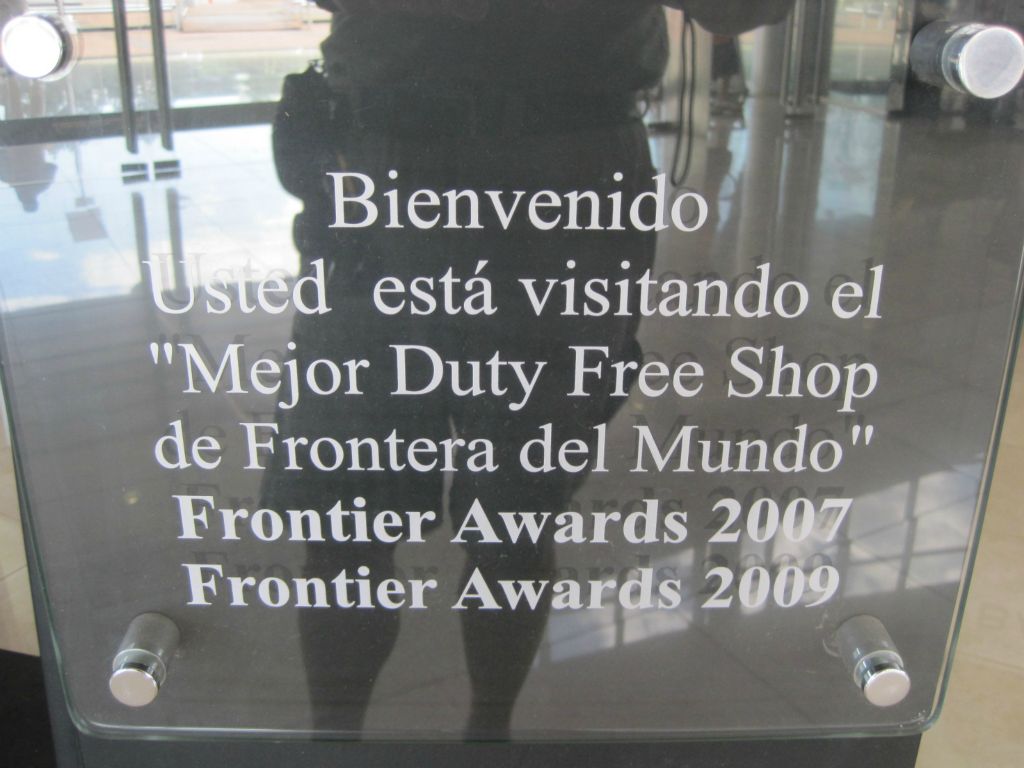 Bienvenido
Usted está visitando el
"Mejor Duty Free Shop
de Frontera del Mundo"
Frontier Awards 2007
Frontier Awards 2009